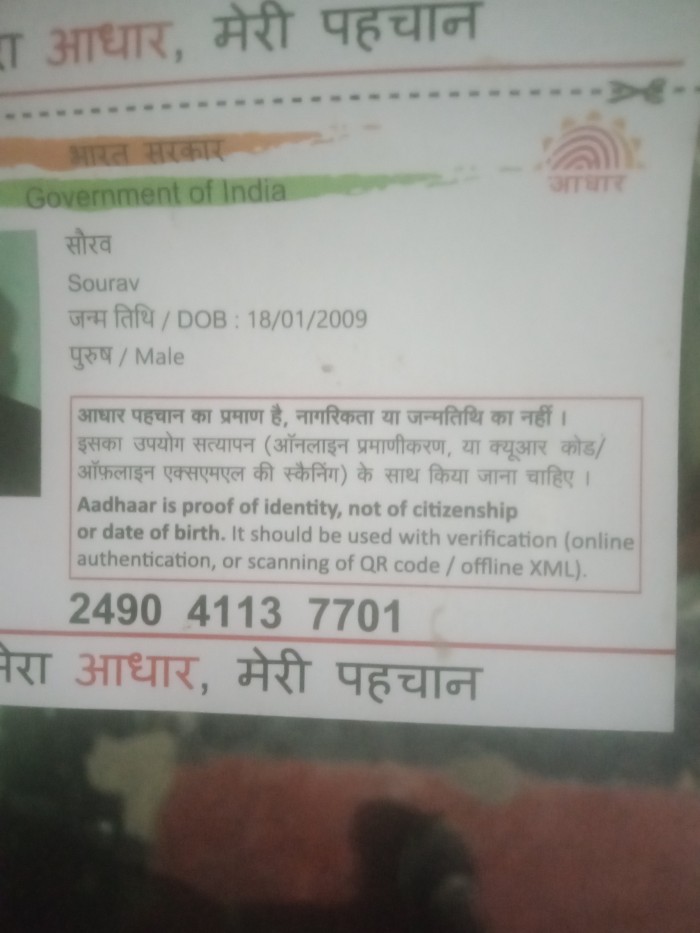 रा आधार, मेरी पहचान
भारत सरकार
Government of India
आधार
सौरव
Sourav
जन्म तिथि / DOB : 18/01/2009
पुरुष / Male
आधार पहचान का प्रमाण है, नागरिकता या जन्मतिथि का नहीं ।
इसका उपयोग सत्यापन (ऑनलाइन प्रमाणीकरण, या क्यूआर कोड/
ऑफ़लाइन एक्सएमएल की स्कैनिंग) के साथ किया जाना चाहिए ।
Aadhaar is proof of identity, not of citizenship
or date of birth. It should be used with verification (online
authentication, or scanning of QR code / offline XML).
2490 4113 7701
मेरा आधार, मेरी पहचान